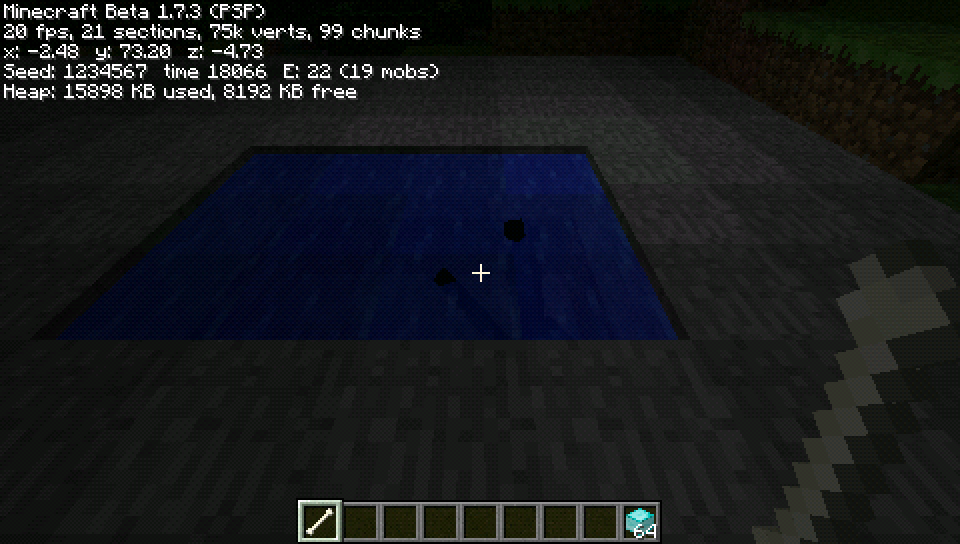 Minecraft Beta 1.7.3 (PSP)
20 fps, 21 sections, 75k verts, 99 chunks
x: -2.48 y: 73.20 z: -4.73
Seed: 1234567 time 18066 E: 22 (19 mobs)
Heap: 15898 KB used, 8192 KB free
64